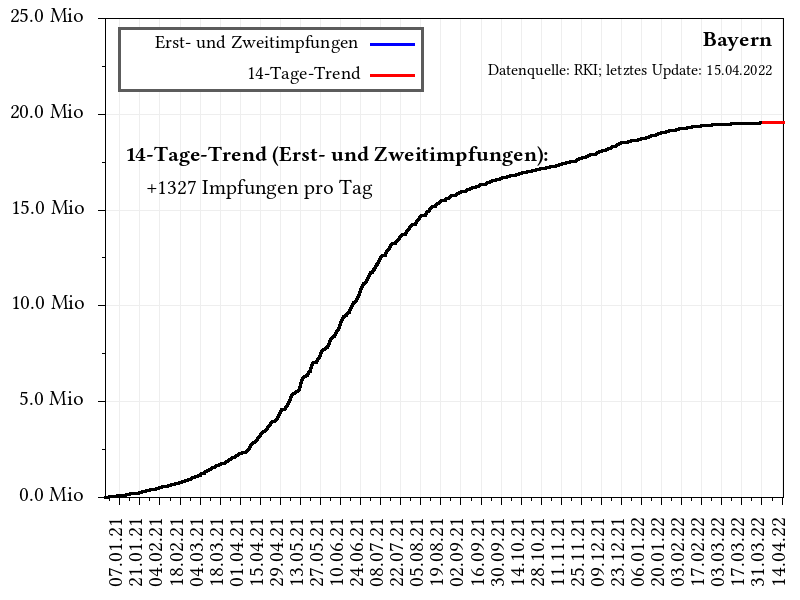 25.0 Mio
20.0 Mio
15.0 Mio
10.0 Mio
5.0 Mio
0.0 Mio
Erst- und Zweitimpfungen
14-Tage-Trend
Bayern
Datenquelle: RKI; letztes Update: 15.04.2022
14-Tage-Trend (Erst- und Zweitimpfungen):
+1327 Impfungen pro Tag
07.01.21
21.01.21
04.02.21
18.02.21
04.03.21
18.03.21
01.04.21
15.04.21
29.04.21
13.05.21
27.05.21
10.06.21
24.06.21
08.07.21
22.07.21
05.08.21
19.08.21
02.09.21
16.09.21
30.09.21
14.10.21
28.10.21
11.11.21
25.11.21
09.12.21
23.12.21
06.01.22
20.01.22
03.02.22
17.02.22
03.03.22
17.03.22
31.03.22
14.04.22